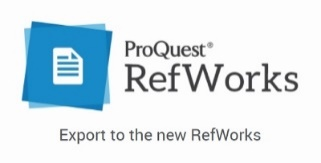 ProQuest®
RefWorks
Export to the new RefWorks